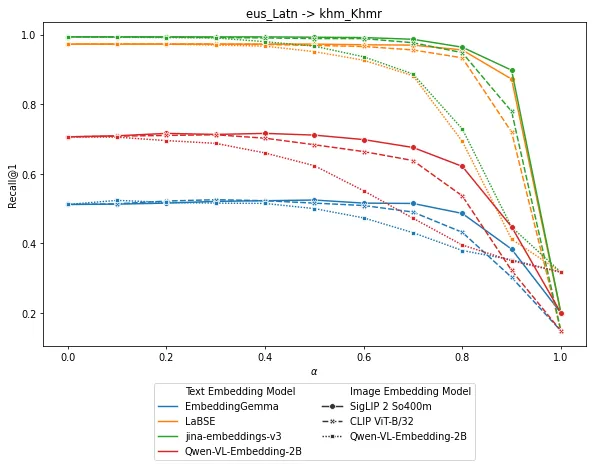 eus_Latn -> khm_Khmr
Recall@1
1.0
0.8
0.6
0.4
0.2
0.0 0.2 0.4 0.6 0.8 1.0
α
Text Embedding Model
EmbeddingGemma
LaBSE
jina-embeddings-v3
Qwen-VL-Embedding-2B
Image Embedding Model
SigLIP 2 So400m
CLIP ViT-B/32
Qwen-VL-Embedding-2B